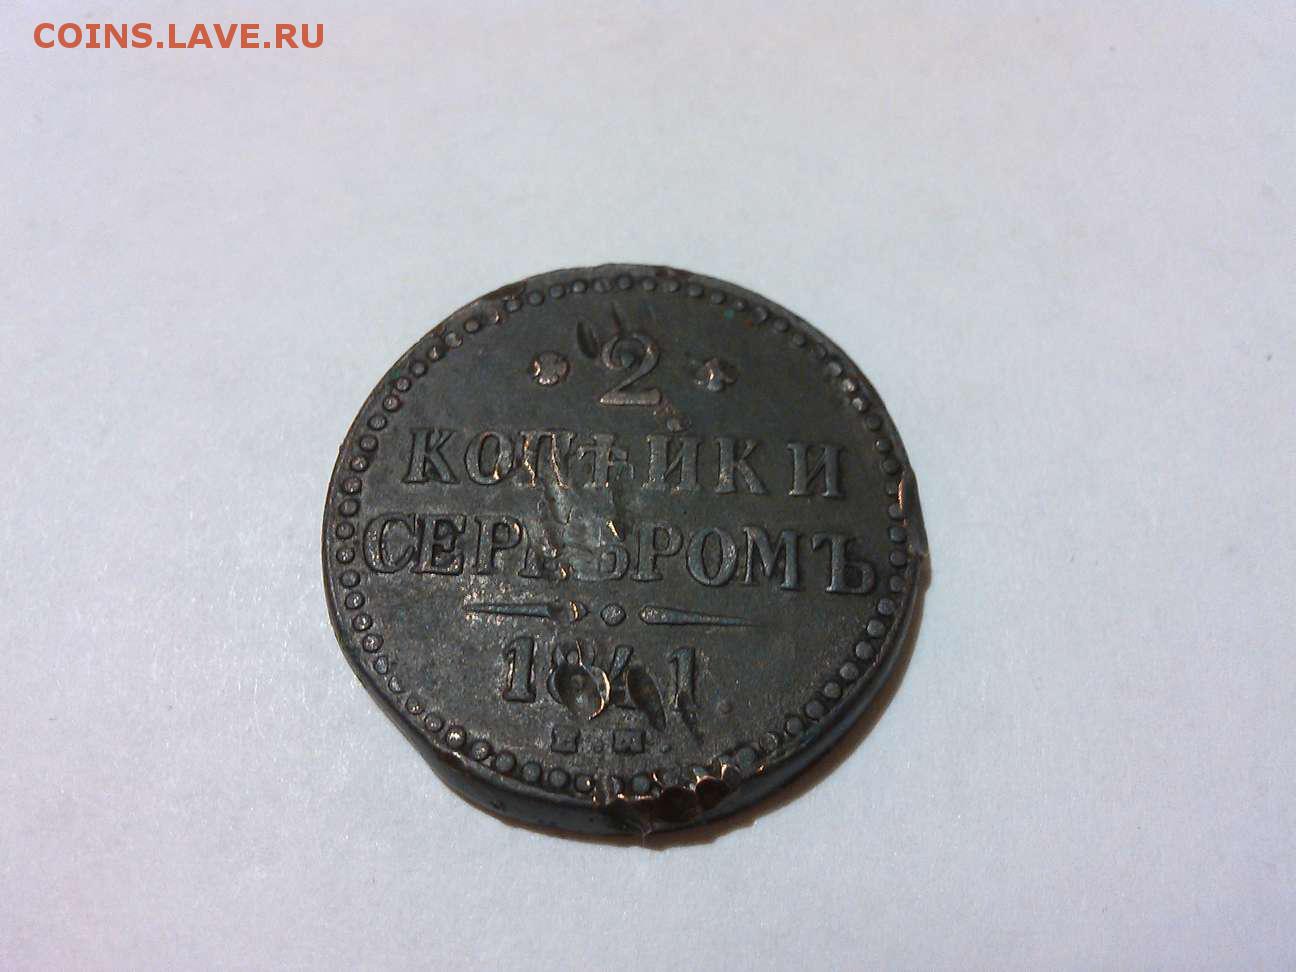 COINS.LAVE.RU
2
КОПѢЙКИ
СЕРЕБРОМЪ
1841